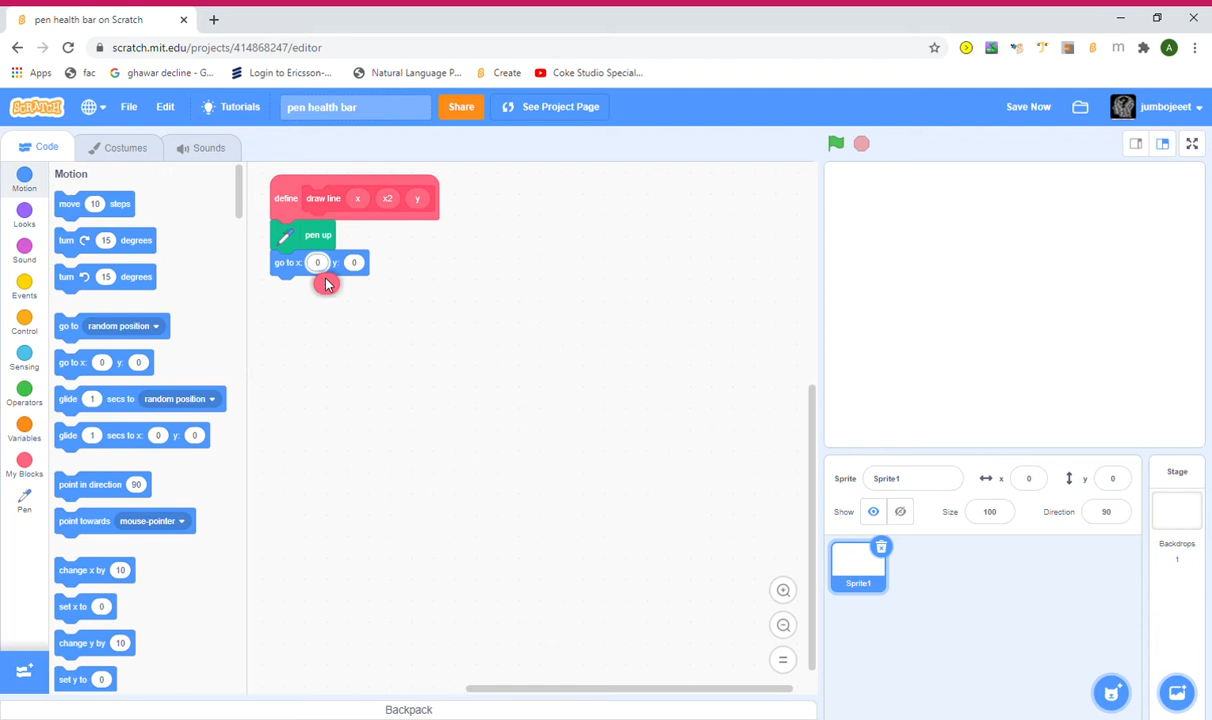 pen health bar on Scratch
scratch.mit.edu/projects/414868247/editor
A
Apps fac ghawar decline - G... Login to Ericsson-... Natural Language P... Create Coke Studio Special...
SCRATCH File Edit Tutorials pen health bar Share See Project Page Save Now jumbojeeet
Code Costumes Sounds
Motion
Looks
Sound
Events
Control
Sensing
Operators
Variables
My Blocks
Pen
Motion
move 10 steps
turn 15 degrees
turn 15 degrees
go to random position
go to x: 0 y: 0
glide 1 secs to random position
glide 1 secs to x: 0 y: 0
point in direction 90
point towards mouse-pointer
change x by 10
set x to 0
change y by 10
set y to 0
define draw line x x2 y
pen up
go to x: 0 y: 0
Sprite Sprite1 x 0 y 0
Show Size 100 Direction 90
Sprite1
Stage
Backdrops
1
Backpack